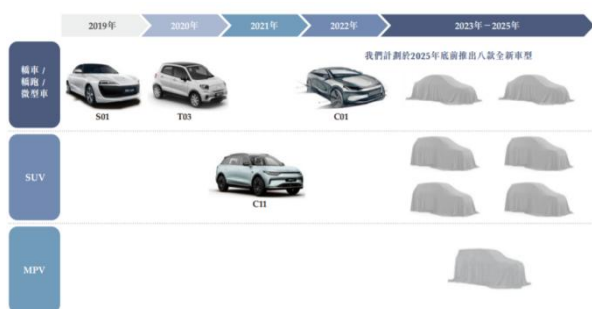 2019年 2020年 2021年 2022年 2023年－2025年
我們計劃於2025年底前推出八款全新車型
轎車 /
轎跑 /
微型車
S01 T03 C01
SUV
C11
MPV